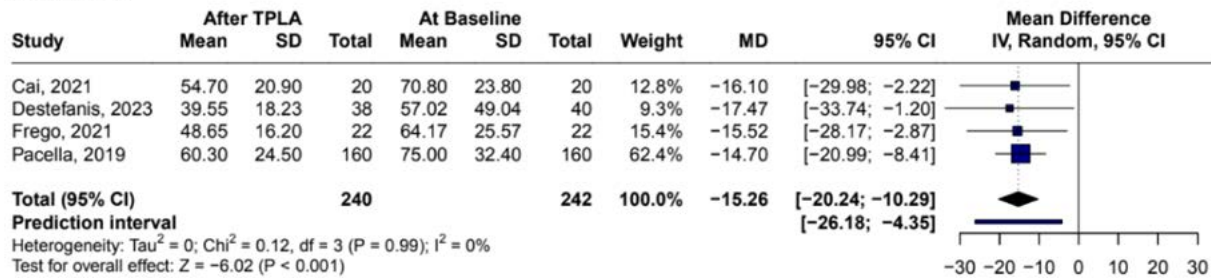 After TPLA At Baseline Mean Difference
Study Mean SD Total Mean SD Total Weight MD 95% CI IV, Random, 95% CI
Cai, 2021 54.70 20.90 20 70.80 23.80 20 12.8% −16.10 [−29.98; −2.22]
Destefanis, 2023 39.55 18.23 38 57.02 49.04 40 9.3% −17.47 [−33.74; −1.20]
Frego, 2021 48.65 16.20 22 64.17 25.57 22 15.4% −15.52 [−28.17; −2.87]
Pacella, 2019 60.30 24.50 160 75.00 32.40 160 62.4% −14.70 [−20.99; −8.41]
Total (95% CI) 240 242 100.0% −15.26 [−20.24; −10.29]
Prediction interval [−26.18; −4.35]
Heterogeneity: Tau² = 0; Chi² = 0.12, df = 3 (P = 0.99); I² = 0%
Test for overall effect: Z = −6.02 (P < 0.001)
−30 −20 −10 0 10 20 30